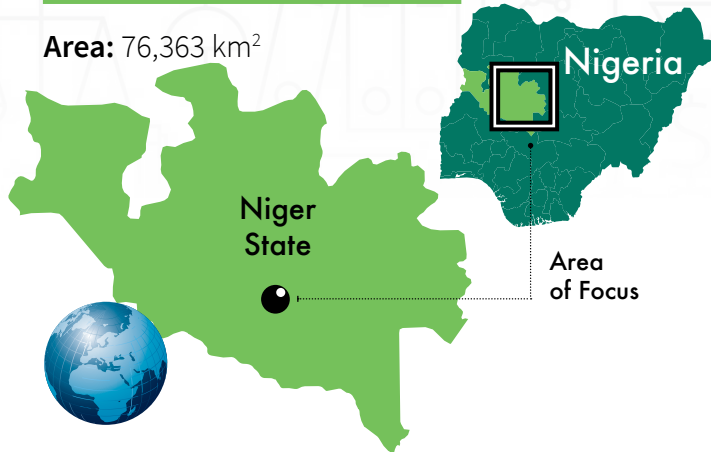 Area: 76,363 km²
Nigeria
Niger
State
Area
of Focus